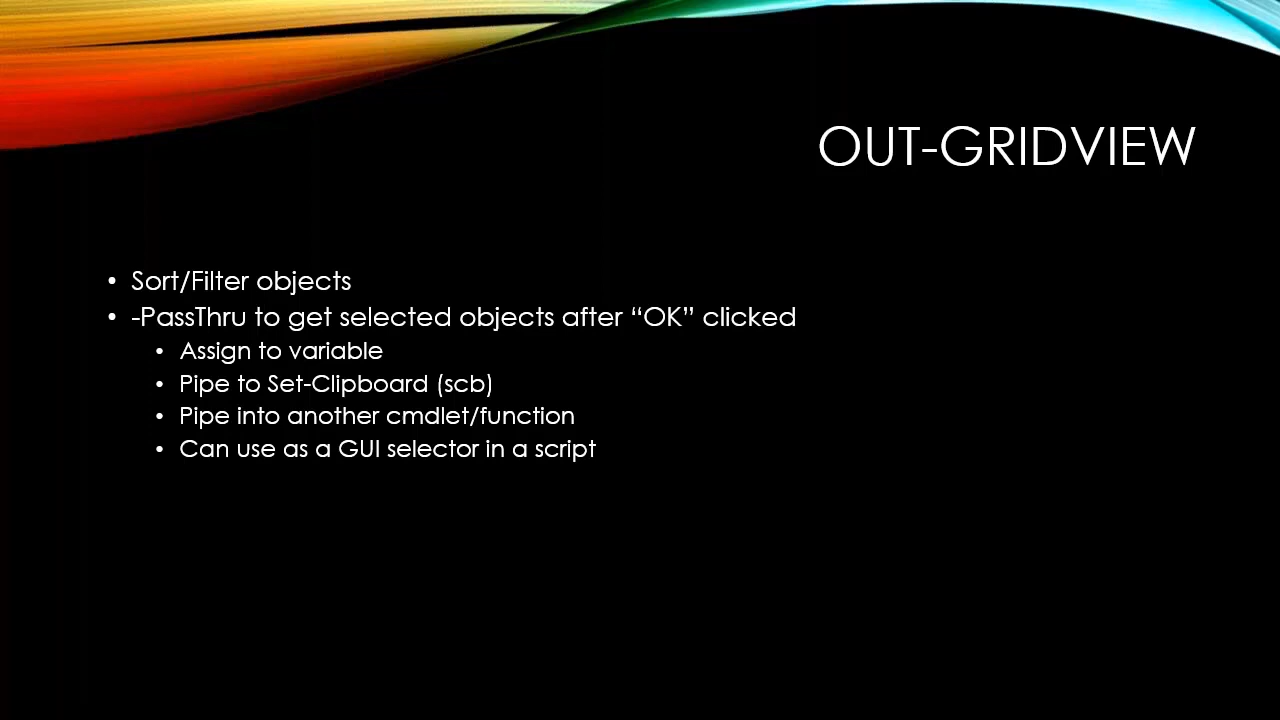 OUT-GRIDVIEW
• Sort/Filter objects
• -PassThru to get selected objects after “OK” clicked
• Assign to variable
• Pipe to Set-Clipboard (scb)
• Pipe into another cmdlet/function
• Can use as a GUI selector in a script